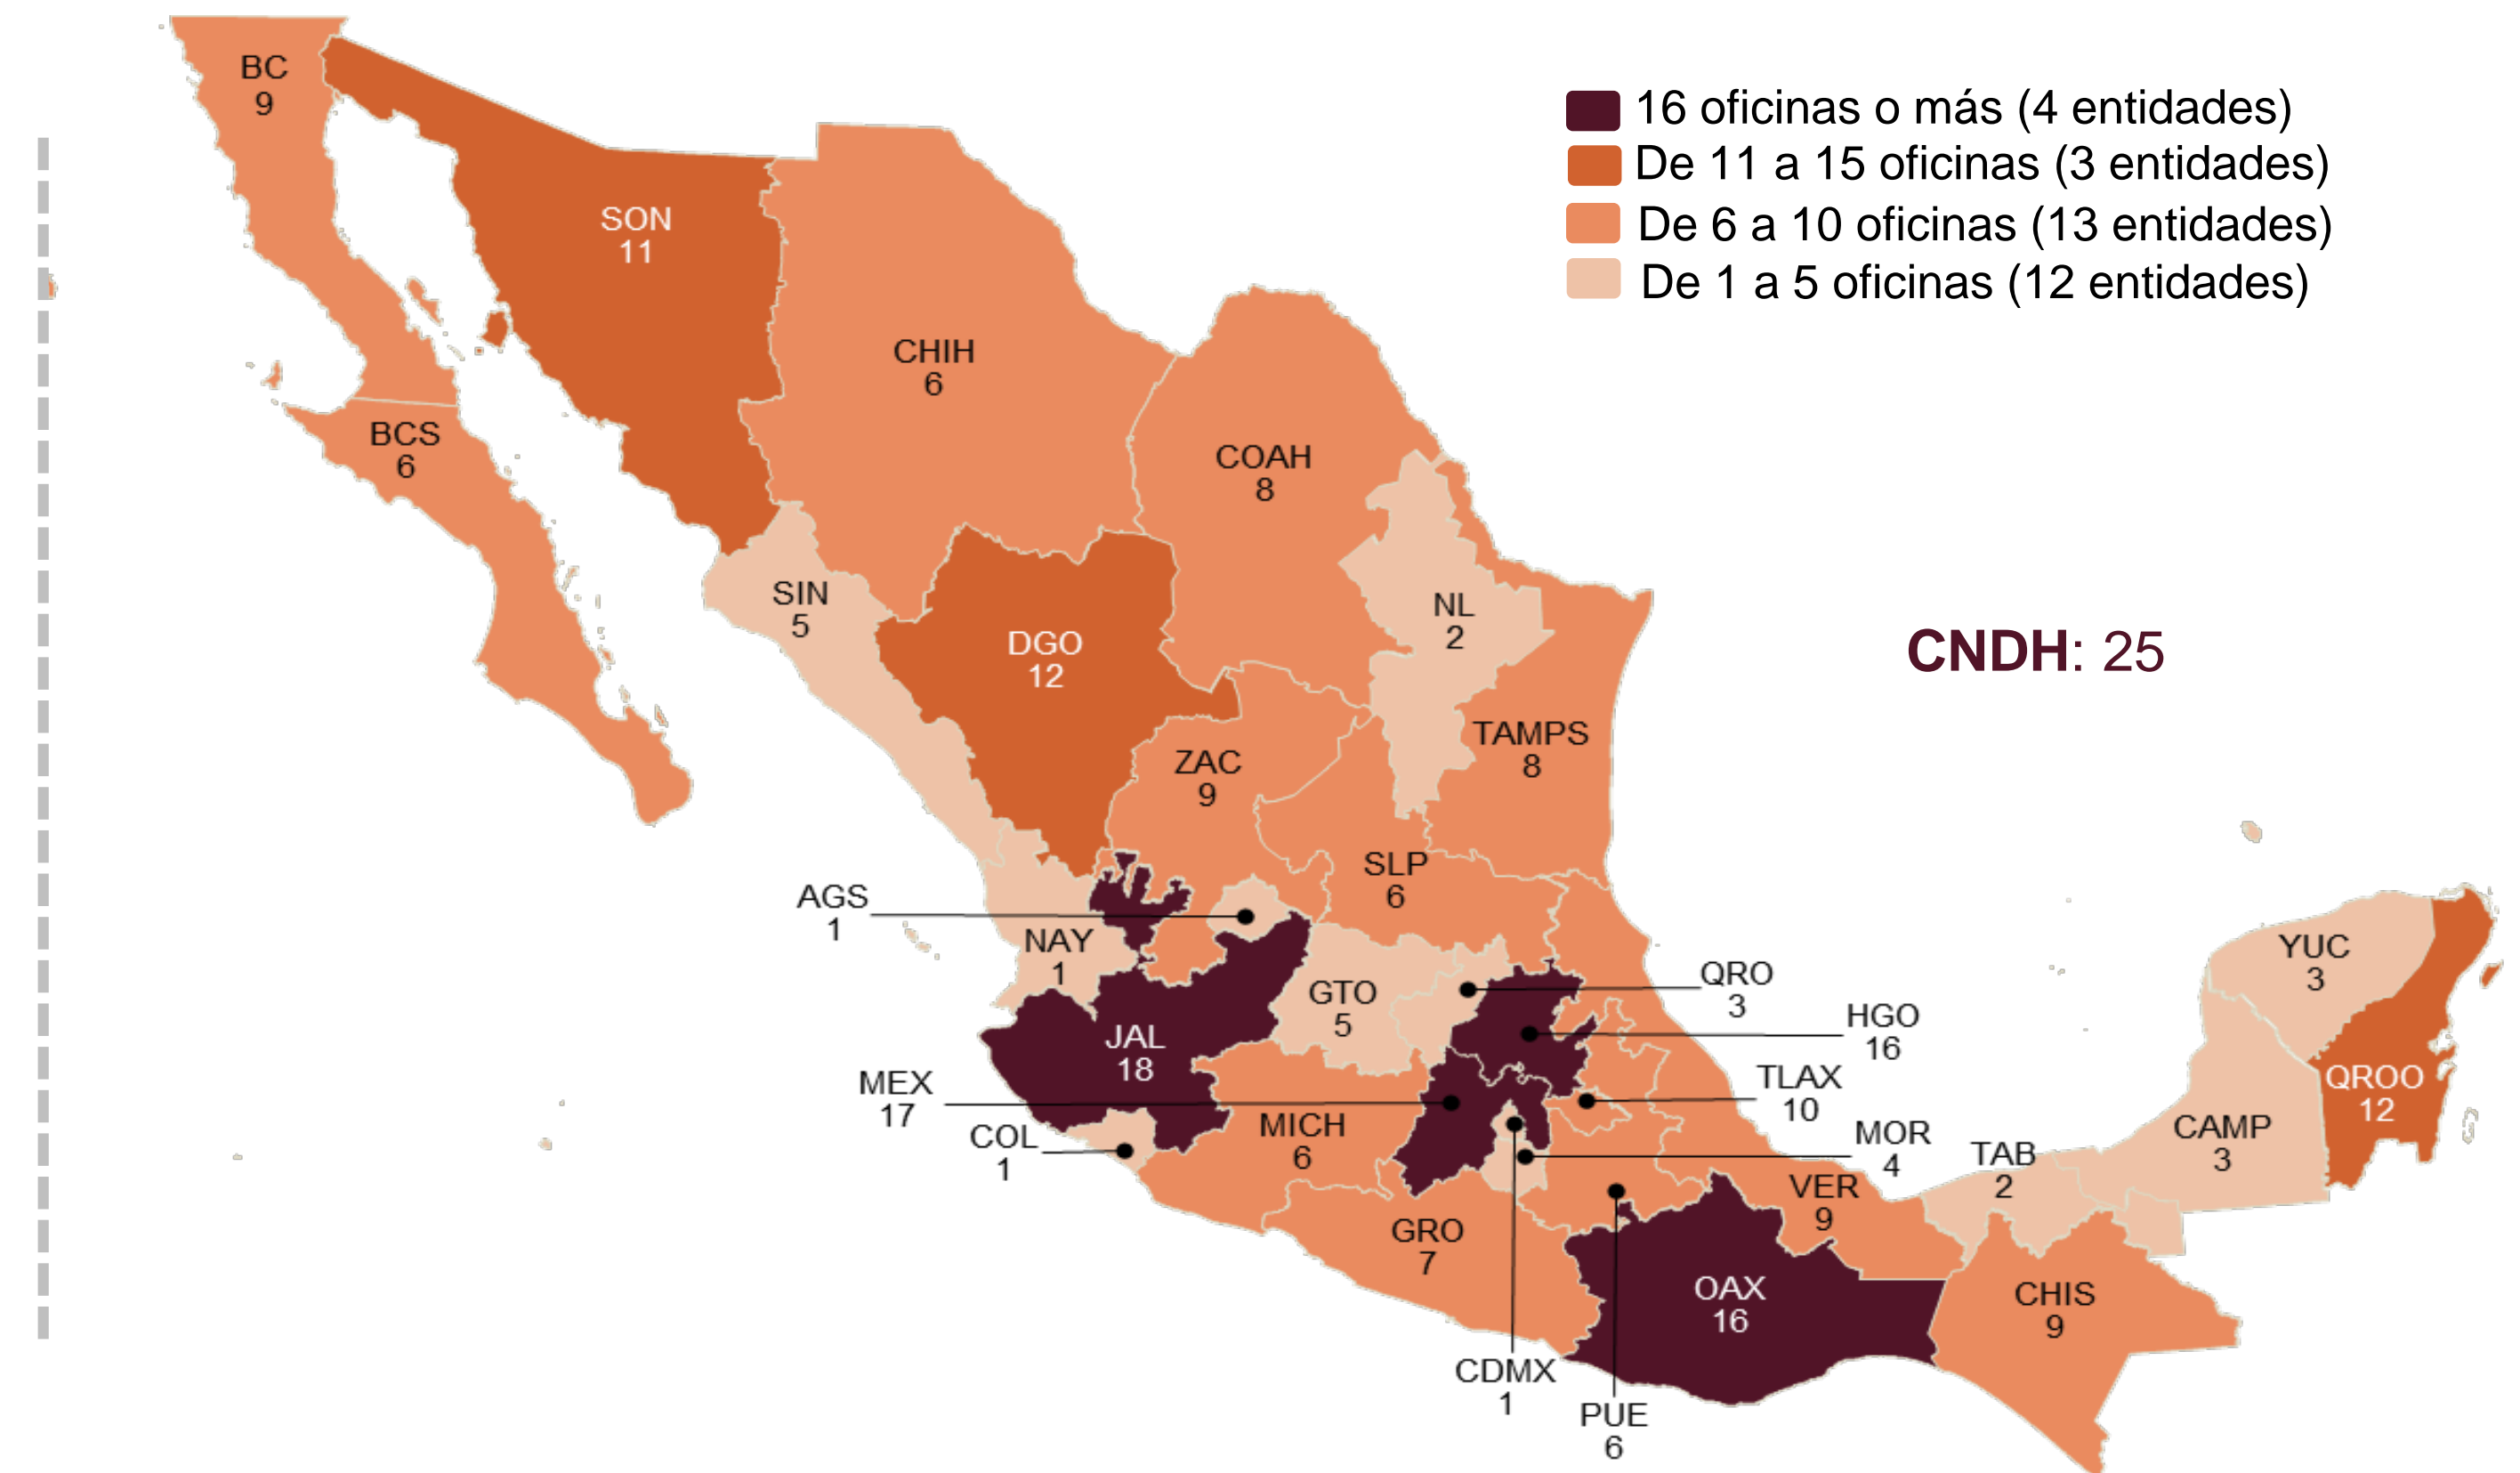 BC
9
16 oficinas o más (4 entidades)
De 11 a 15 oficinas (3 entidades)
De 6 a 10 oficinas (13 entidades)
De 1 a 5 oficinas (12 entidades)
SON
11
CHIH
6
BCS
6
COAH
8
SIN
5
NL
2
DGO
12
CNDH: 25
TAMPS
8
ZAC
9
SLP
6
AGS
1
NAY
1
YUC
3
QRO
3
GTO
5
HGO
16
JAL
18
MEX
17
TLAX
10
QROO
12
COL
1
MICH
6
MOR
4
CAMP
3
TAB
2
VER
9
GRO
7
OAX
16
CHIS
9
CDMX
1
PUE
6